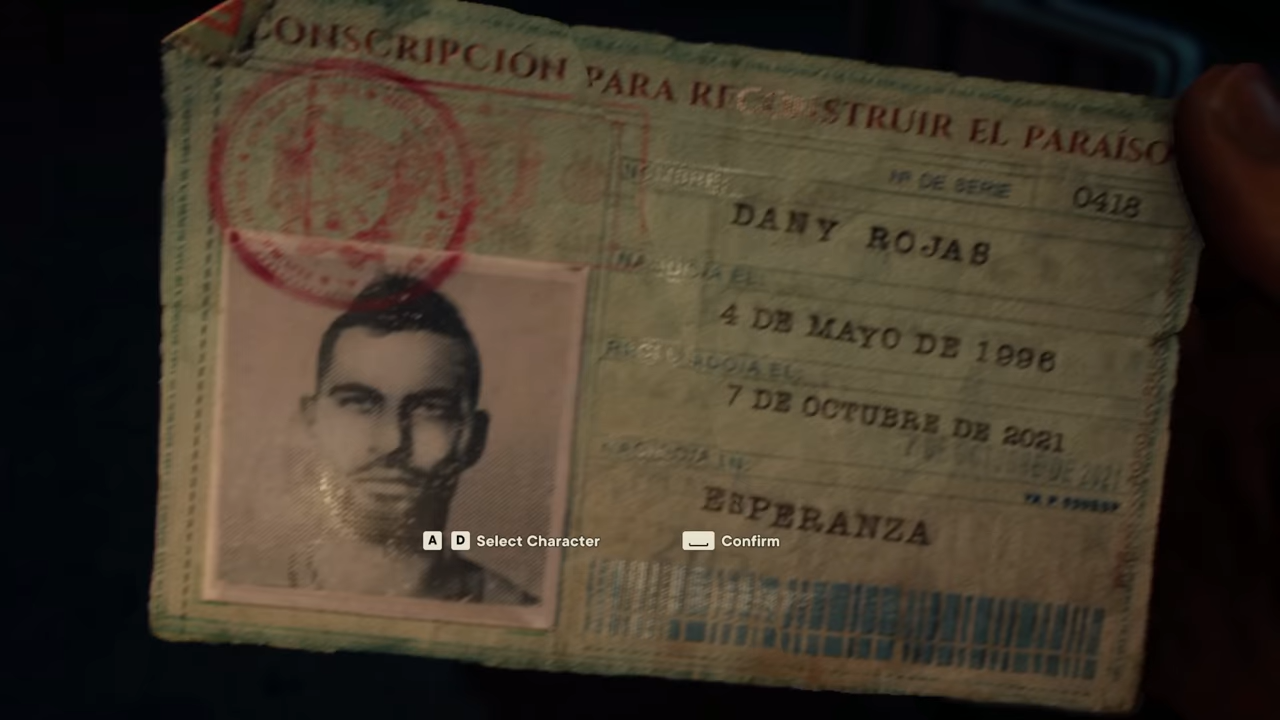 CONSCRIPCIÓN PARA RECONSTRUIR EL PARAÍSO
NOMBRE:
Nº DE SERIE
0418
DANY ROJAS
4 DE MAYO DE 1996
7 DE OCTUBRE DE 2021
ESPERANZA
A D Select Character
Confirm